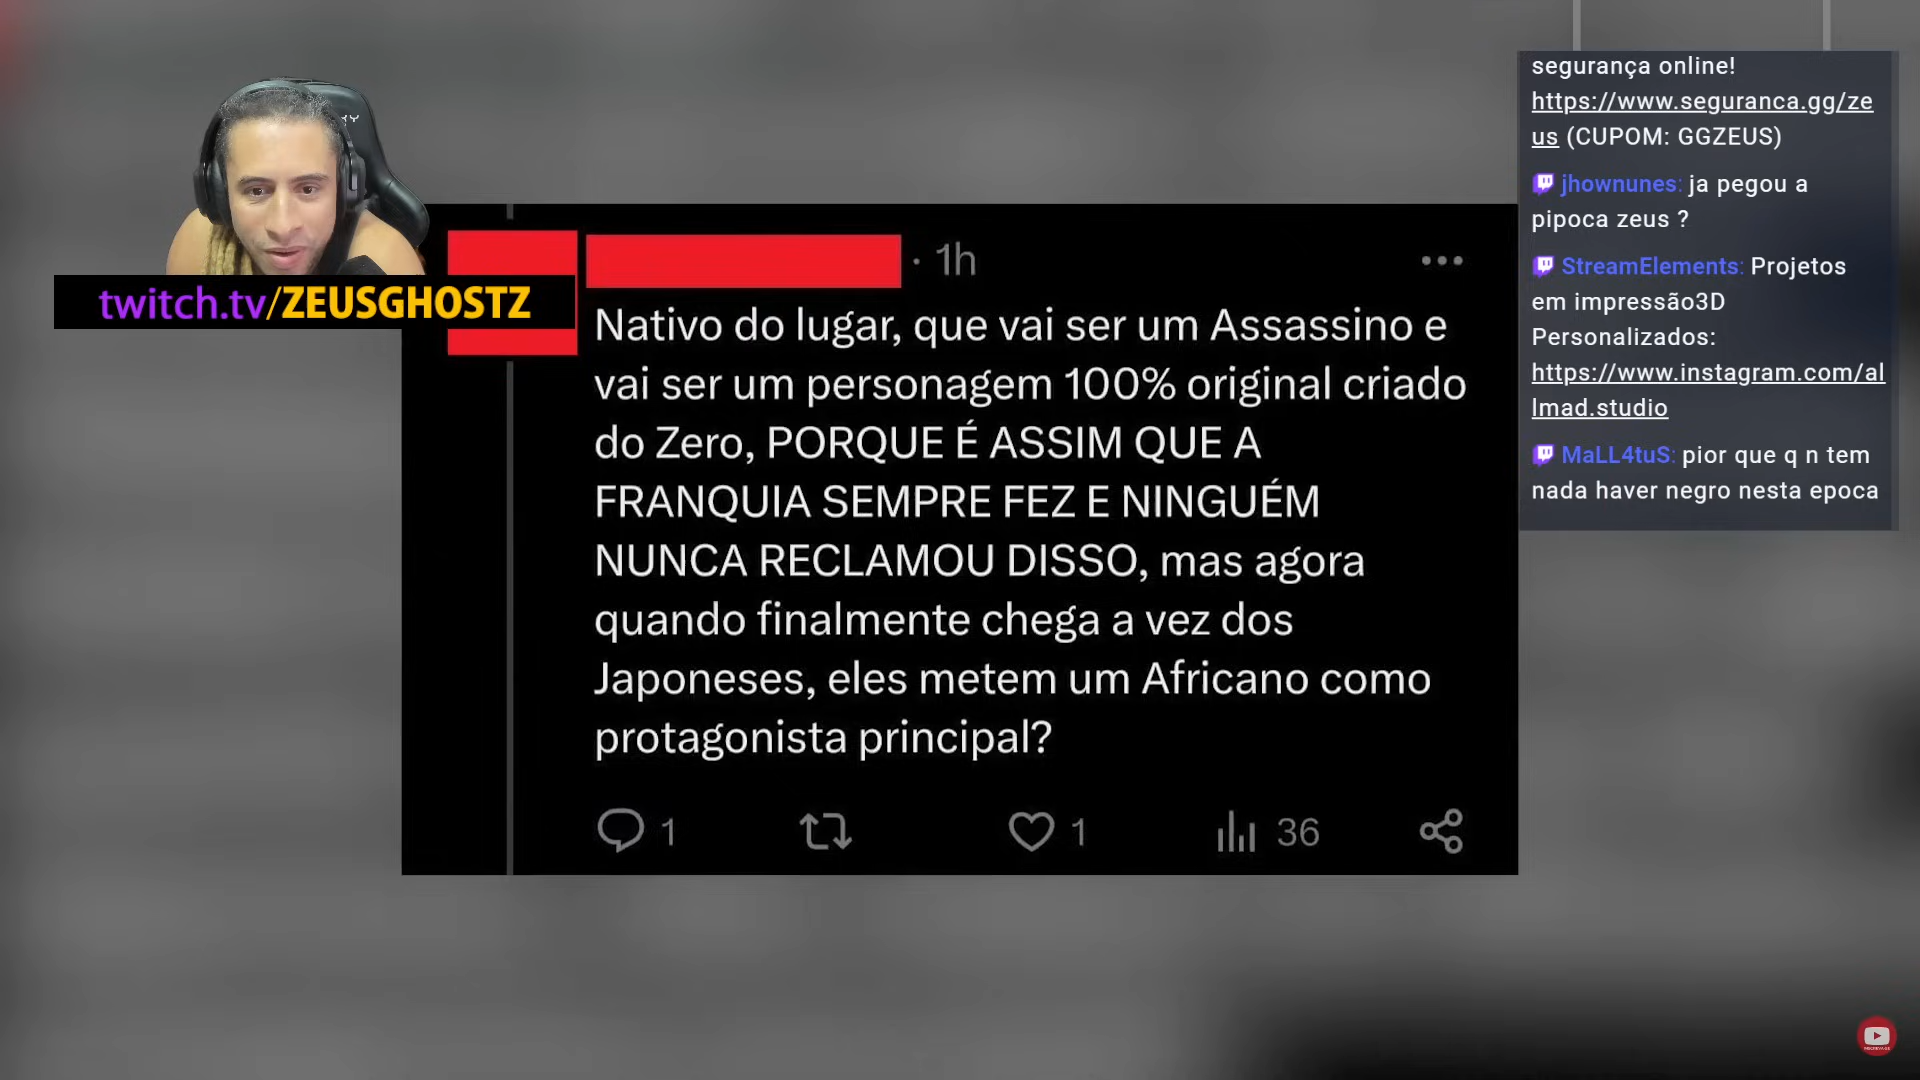 twitch.tv/ZEUSGHOSTZ
· 1h
Nativo do lugar, que vai ser um Assassino e
vai ser um personagem 100% original criado
do Zero, PORQUE É ASSIM QUE A
FRANQUIA SEMPRE FEZ E NINGUÉM
NUNCA RECLAMOU DISSO, mas agora
quando finalmente chega a vez dos
Japoneses, eles metem um Africano como
protagonista principal?
1 1 36
segurança online!
https://www.seguranca.gg/ze
us (CUPOM: GGZEUS)
jhownunes: ja pegou a
pipoca zeus ?
StreamElements: Projetos
em impressão3D
Personalizados:
https://www.instagram.com/al
lmad.studio
MaLL4tuS: pior que q n tem
nada haver negro nesta epoca